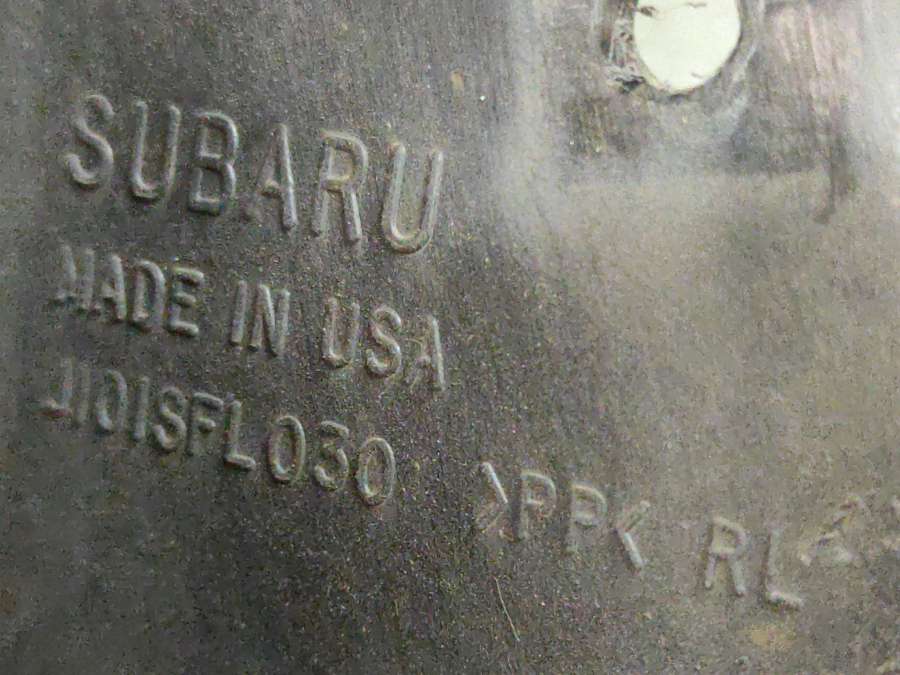 SUBARU
MADE IN USA
J101SFL030 >PP< RL